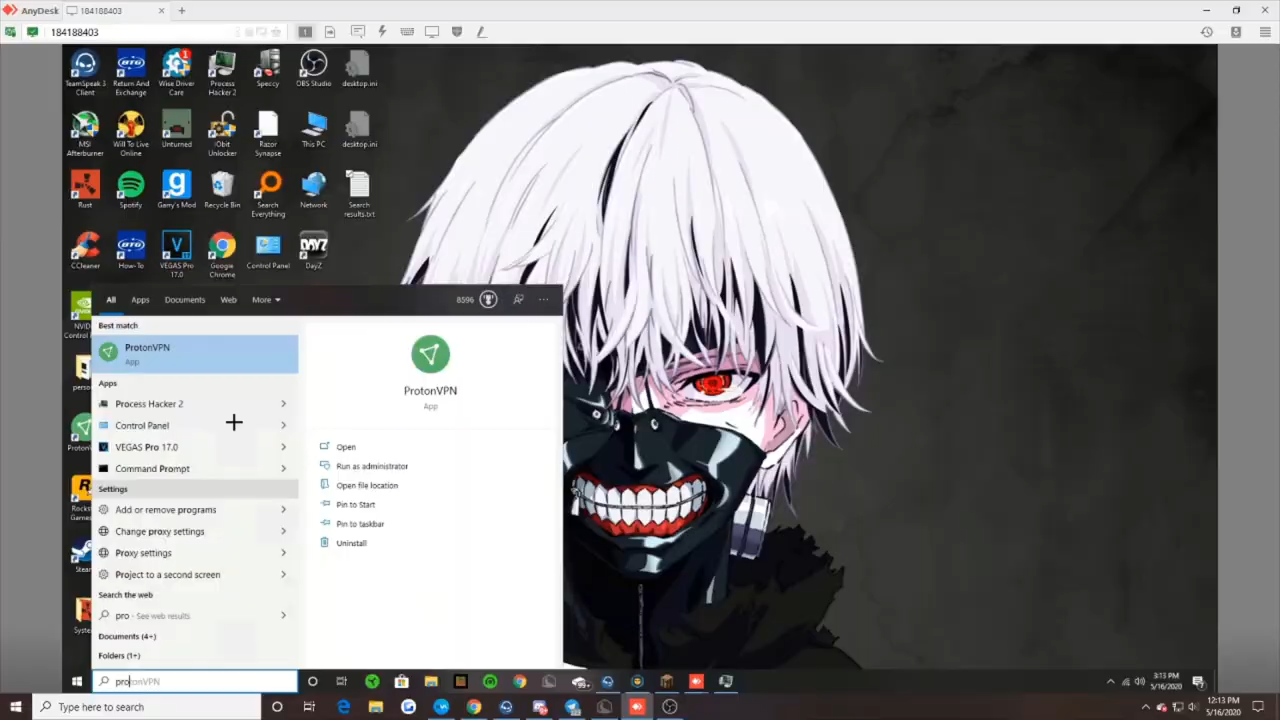 AnyDesk
184188403
184188403
1
TeamSpeak 3 Client
Return And Exchange
Wise Driver Care
Process Hacker 2
Speccy
OBS Studio
desktop.ini
MSI Afterburner
Will To Live Online
Unturned
IObit Unlocker
Razor Synapse
This PC
desktop.ini
Rust
Spotify
Garry's Mod
Recycle Bin
Search Everything
Network
Search results.txt
CCleaner
How-To
VEGAS Pro 17.0
Google Chrome
Control Panel
DayZ
All
Apps
Documents
Web
More
8596
Best match
ProtonVPN
App
Apps
Process Hacker 2
Control Panel
VEGAS Pro 17.0
Command Prompt
Settings
Add or remove programs
Change proxy settings
Proxy settings
Project to a second screen
Search the web
pro - See web results
Documents (4+)
Folders (1+)
ProtonVPN
App
Open
Run as administrator
Open file location
Pin to Start
Pin to taskbar
Uninstall
protonVPN
3:13 PM
5/16/2020
Type here to search
12:13 PM
5/16/2020